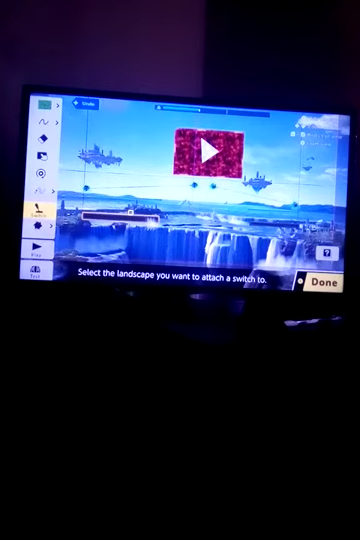 Undo
Switch
Play
Test
?
Select the landscape you want to attach a switch to.
Done